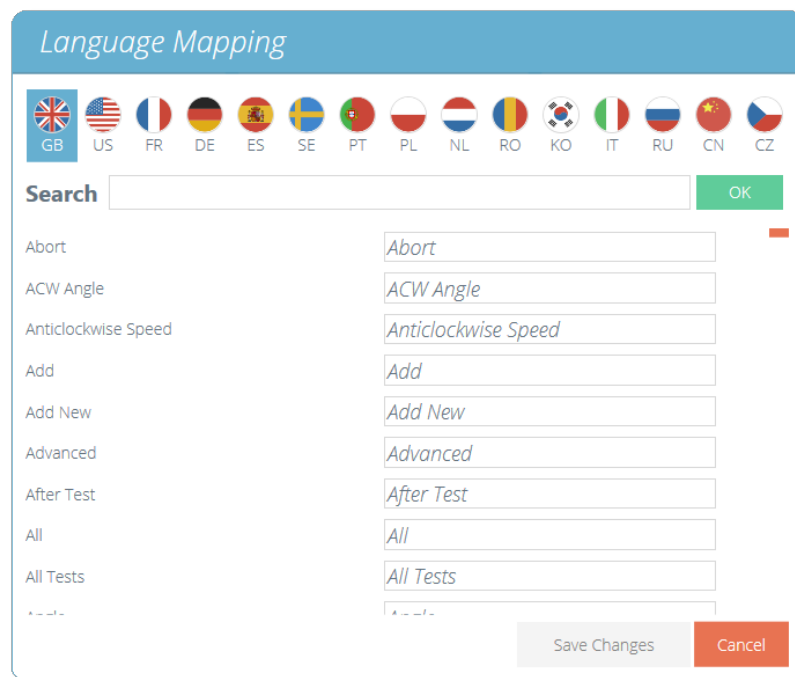 Language Mapping
GB US FR DE ES SE PT PL NL RO KO IT RU CN CZ
Search OK
Abort Abort
ACW Angle ACW Angle
Anticlockwise Speed Anticlockwise Speed
Add Add
Add New Add New
Advanced Advanced
After Test After Test
All All
All Tests All Tests
Angle Angle
Save Changes Cancel